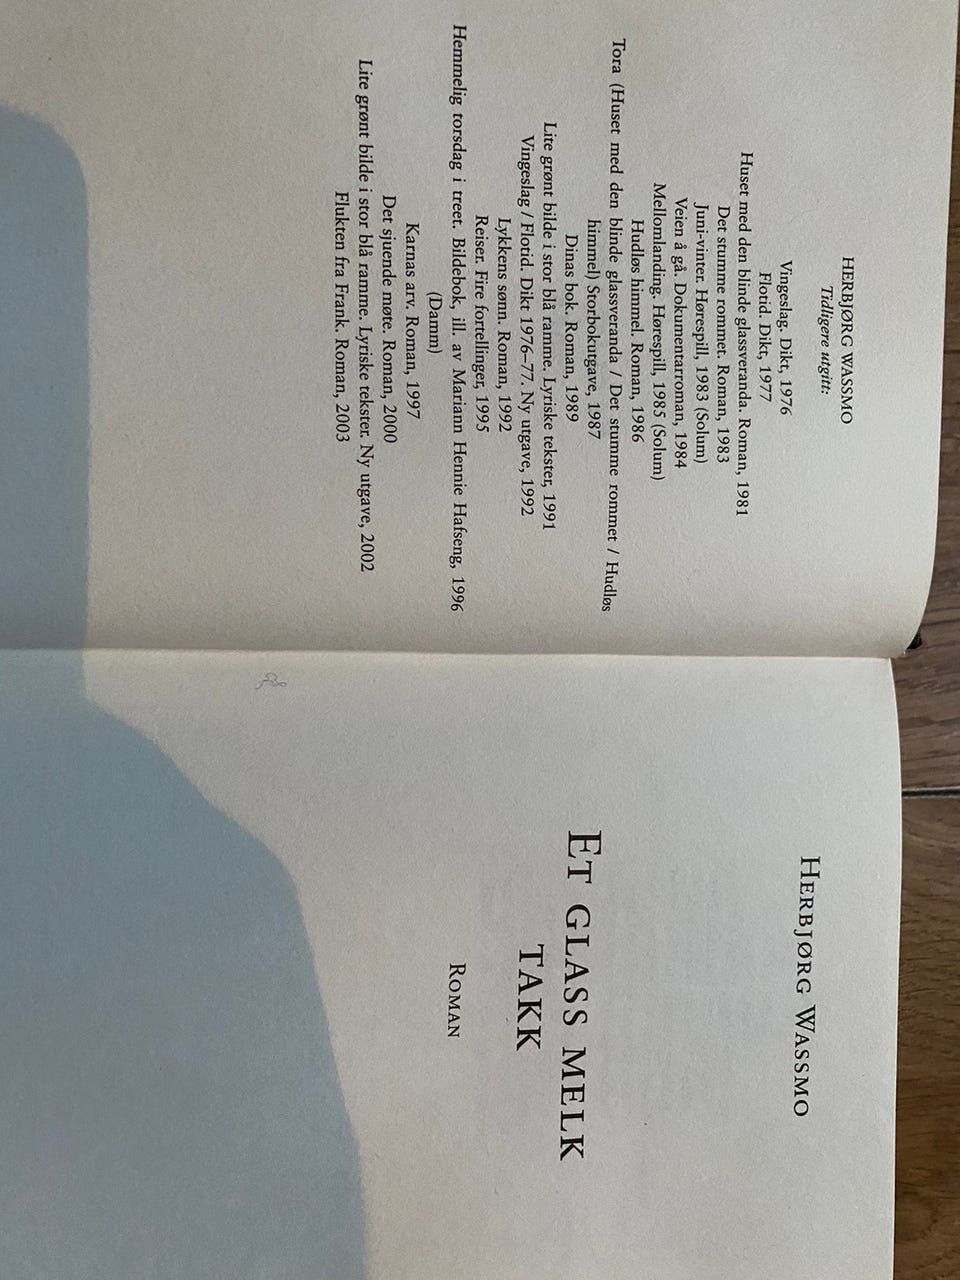 HERBJØRG WASSMO
Tidligere utgitt:
Vingeslag. Dikt, 1976
Flotid. Dikt, 1977
Huset med den blinde glassveranda. Roman, 1981
Det stumme rommet. Roman, 1983
Juni-vinter. Hørespill, 1983 (Solum)
Veien å gå. Dokumentarroman, 1984
Mellomlanding. Hørespill, 1985 (Solum)
Hudløs himmel. Roman, 1986
Tora (Huset med den blinde glassveranda / Det stumme rommet / Hudløs
himmel) Storbokutgave, 1987
Dinas bok. Roman, 1989
Lite grønt bilde i stor blå ramme. Lyriske tekster, 1991
Vingeslag / Flotid. Dikt 1976–77. Ny utgave, 1992
Lykkens sønn. Roman, 1992
Reiser. Fire fortellinger, 1995
Hemmelig torsdag i treet. Bildebok, ill. av Mariann Hennie Hafseng, 1996
(Damm)
Karnas arv. Roman, 1997
Det sjuende møte. Roman, 2000
Lite grønt bilde i stor blå ramme. Lyriske tekster. Ny utgave, 2002
Flukten fra Frank. Roman, 2003
HERBJØRG WASSMO
ET GLASS MELK
TAKK
ROMAN